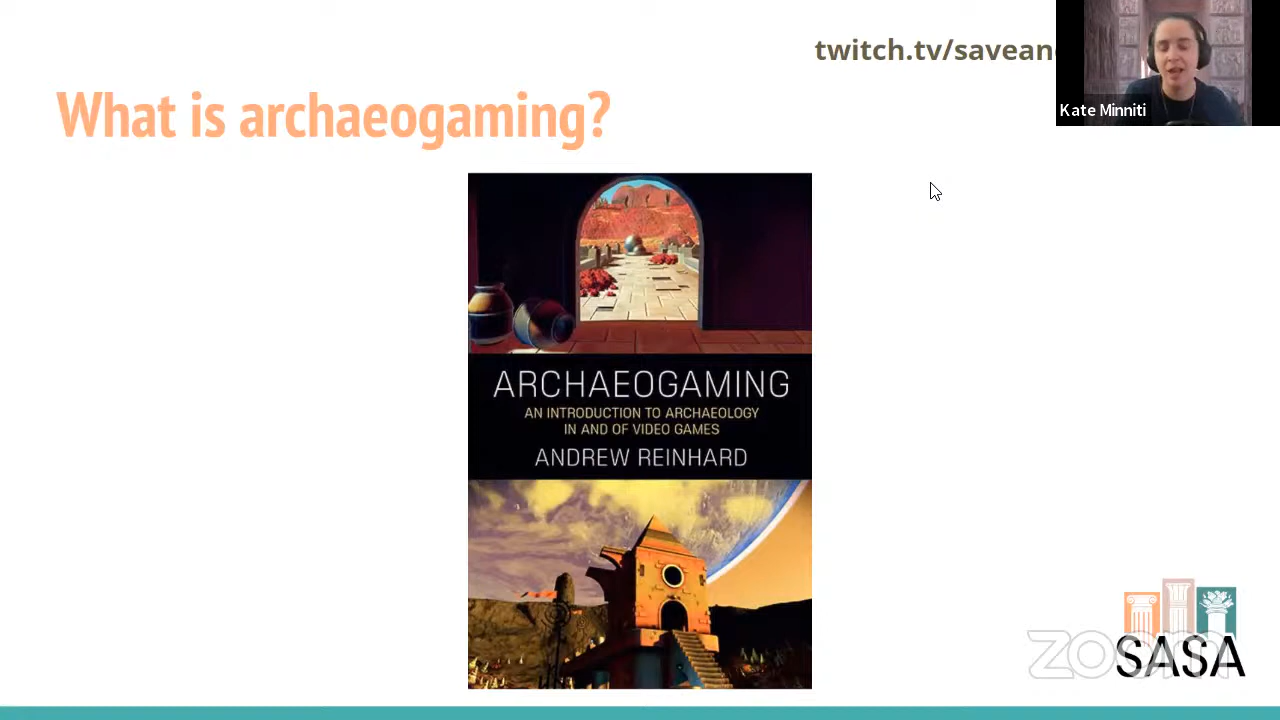 twitch.tv/savean
Kate Minniti
What is archaeogaming?
ARCHAEOGAMING
AN INTRODUCTION TO ARCHAEOLOGY
IN AND OF VIDEO GAMES
ANDREW REINHARD
zoom
SASA